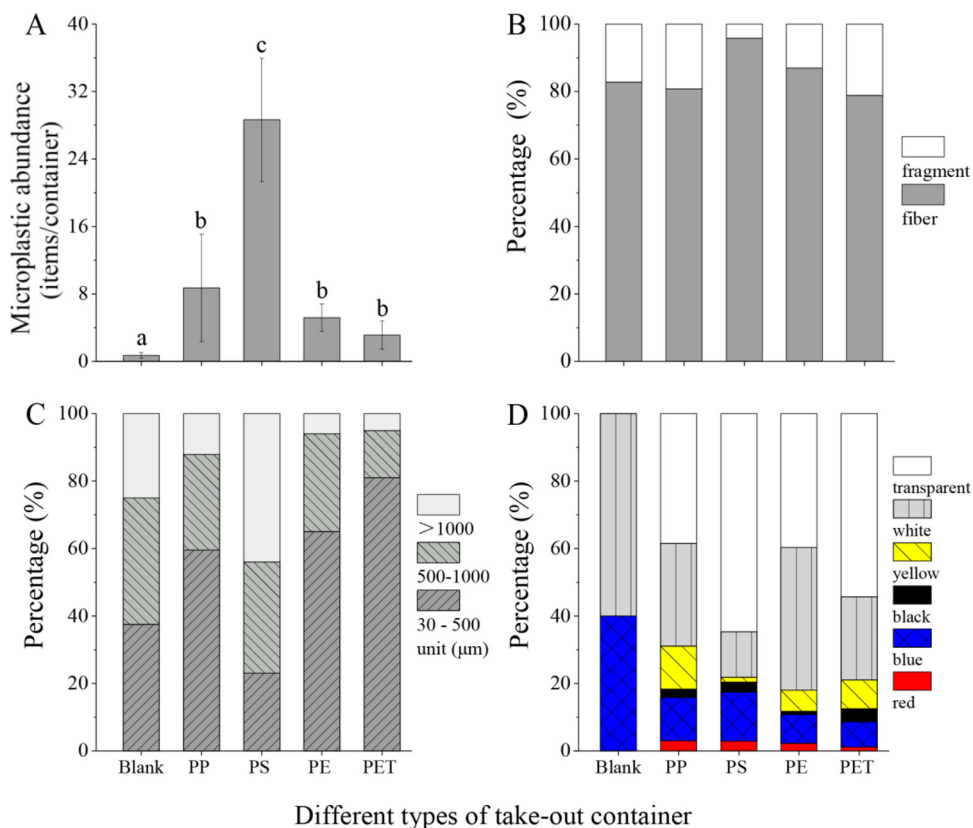 A
Microplastic abundance
(items/container)
40
32
24
16
8
0
a
b
c
b
b
B
Percentage (%)
100
80
60
40
20
0
fragment
fiber
C
Percentage (%)
100
80
60
40
20
0
Blank PP PS PE PET
>1000
500-1000
30 - 500
unit (μm)
D
Percentage (%)
100
80
60
40
20
0
Blank PP PS PE PET
transparent
white
yellow
black
blue
red
Different types of take-out container